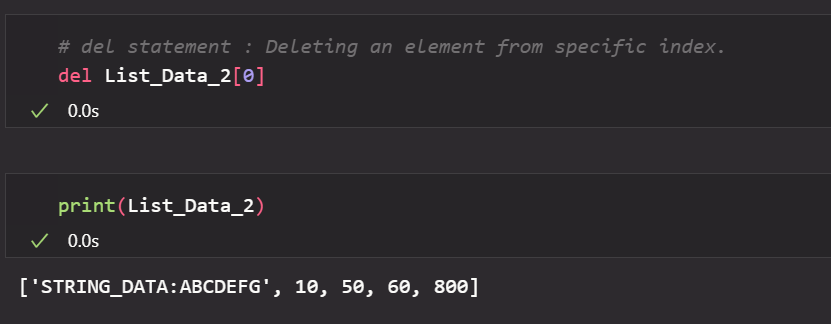 # del statement : Deleting an element from specific index.
del List_Data_2[0]
0.0s
print(List_Data_2)
0.0s
['STRING_DATA:ABCDEFG', 10, 50, 60, 800]